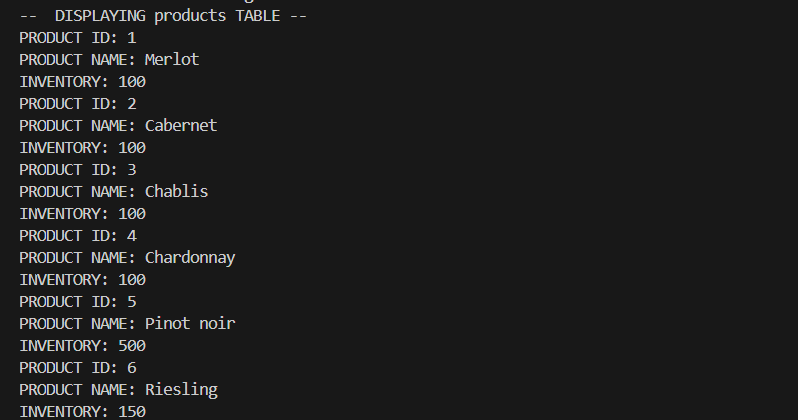 --  DISPLAYING products TABLE --
PRODUCT ID: 1
PRODUCT NAME: Merlot
INVENTORY: 100
PRODUCT ID: 2
PRODUCT NAME: Cabernet
INVENTORY: 100
PRODUCT ID: 3
PRODUCT NAME: Chablis
INVENTORY: 100
PRODUCT ID: 4
PRODUCT NAME: Chardonnay
INVENTORY: 100
PRODUCT ID: 5
PRODUCT NAME: Pinot noir
INVENTORY: 500
PRODUCT ID: 6
PRODUCT NAME: Riesling
INVENTORY: 150